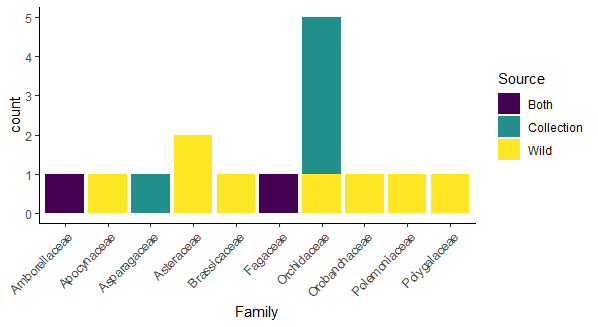 5
4
3
2
1
0
count
Amborellaceae
Apocynaceae
Asparagaceae
Asteraceae
Brassicaceae
Fagaceae
Orchidaceae
Orobanchaceae
Polemoniaceae
Polygalaceae
Family
Source
Both
Collection
Wild